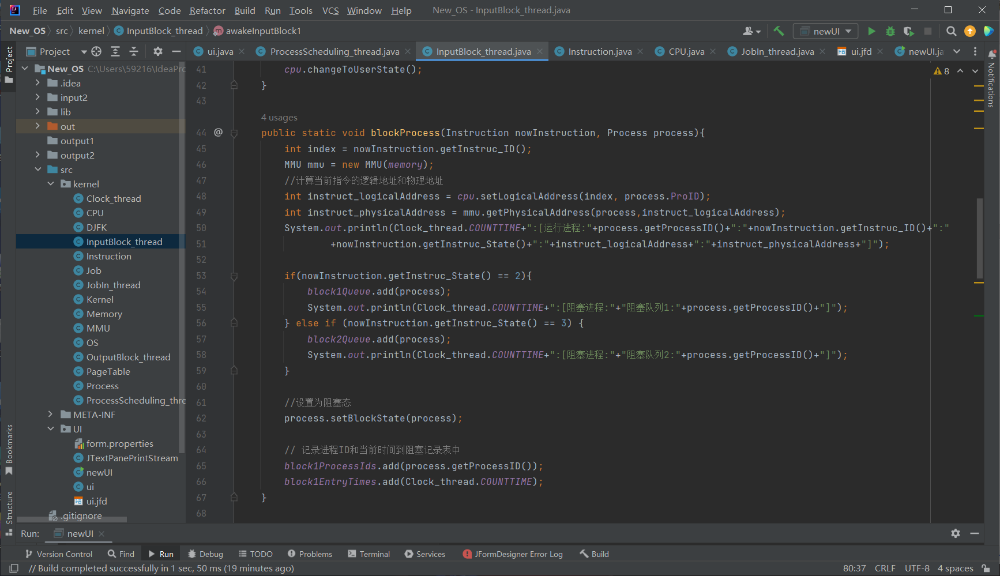 File Edit View Navigate Code Refactor Build Run Tools VCS Window Help New_OS - InputBlock_thread.java
New_OS src kernel InputBlock_thread awakeInputBlock1 newUI
Project ui.java ProcessScheduling_thread.java InputBlock_thread.java Instruction.java CPU.java JobIn_thread.java ui.jfd newUI.ja
Project
Bookmarks
Structure
Notifications
New_OS C:\Users\59216\IdeaPro
.idea
input2
lib
out
output1
output2
src
kernel
Clock_thread
CPU
DJFK
InputBlock_thread
Instruction
Job
JobIn_thread
Kernel
Memory
MMU
OS
OutputBlock_thread
PageTable
Process
ProcessScheduling_thre
META-INF
UI
form.properties
JTextPanePrintStream
newUI
ui
ui.jfd
.gitignore
8
41 cpu.changeToUserState();
42 }
43
4 usages
44 @ public static void blockProcess(Instruction nowInstruction, Process process){
45 int index = nowInstruction.getInstruc_ID();
46 MMU mmu = new MMU(memory);
47 //计算当前指令的逻辑地址和物理地址
48 int instruct_logicalAddress = cpu.setLogicalAddress(index, process.ProID);
49 int instruct_physicalAddress = mmu.getPhysicalAddress(process,instruct_logicalAddress);
50 System.out.println(Clock_thread.COUNTTIME+":[运行进程:"+process.getProcessID()+":"+nowInstruction.getInstruc_ID()+":"
51 +nowInstruction.getInstruc_State()+":"+instruct_logicalAddress+":"+instruct_physicalAddress+"]");
52
53 if(nowInstruction.getInstruc_State() == 2){
54 block1Queue.add(process);
55 System.out.println(Clock_thread.COUNTTIME+":[阻塞进程:"+"阻塞队列1:"+process.getProcessID()+"]");
56 } else if (nowInstruction.getInstruc_State() == 3) {
57 block2Queue.add(process);
58 System.out.println(Clock_thread.COUNTTIME+":[阻塞进程:"+"阻塞队列2:"+process.getProcessID()+"]");
59 }
60
61 //设置为阻塞态
62 process.setBlockState(process);
63
64 // 记录进程ID和当前时间到阻塞记录表中
65 block1ProcessIds.add(process.getProcessID());
66 block1EntryTimes.add(Clock_thread.COUNTTIME);
67 }
68
Run: newUI
Version Control Find Run Debug TODO Problems Terminal Services JFormDesigner Error Log Build
// Build completed successfully in 1 sec, 50 ms (19 minutes ago) 80:37 CRLF UTF-8 4 spaces